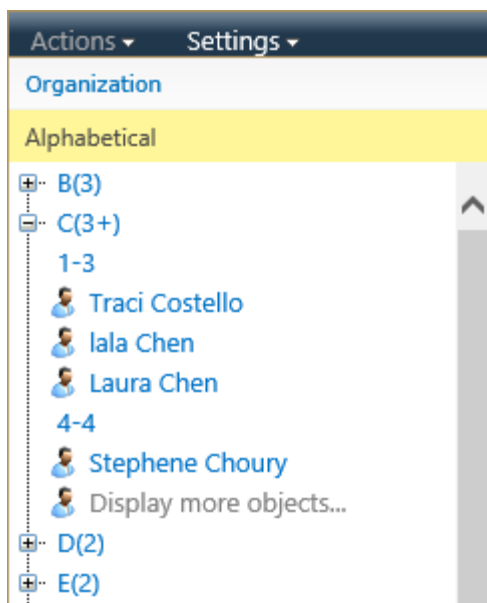 Actions Settings
Organization
Alphabetical
B(3)
C(3+)
1-3
Traci Costello
lala Chen
Laura Chen
4-4
Stephene Choury
Display more objects...
D(2)
E(2)